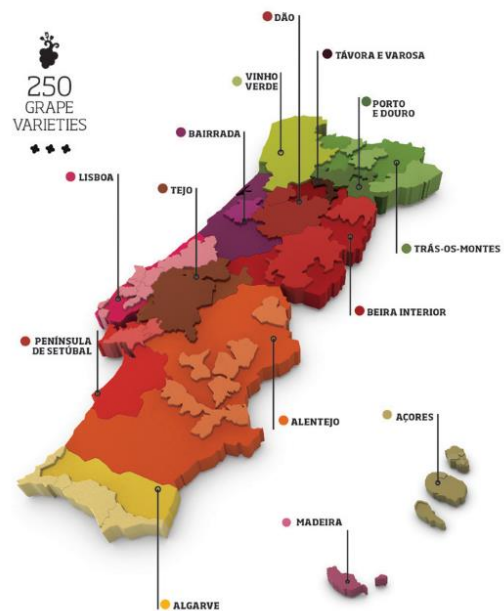 DÃO
TÁVORA E VAROSA
VINHO
VERDE
PORTO
E DOURO
250
GRAPE
VARIETIES
BAIRRADA
LISBOA
TEJO
TRÁS-OS-MONTES
BEIRA INTERIOR
PENÍNSULA
DE SETÚBAL
ALENTEJO
AÇORES
MADEIRA
ALGARVE